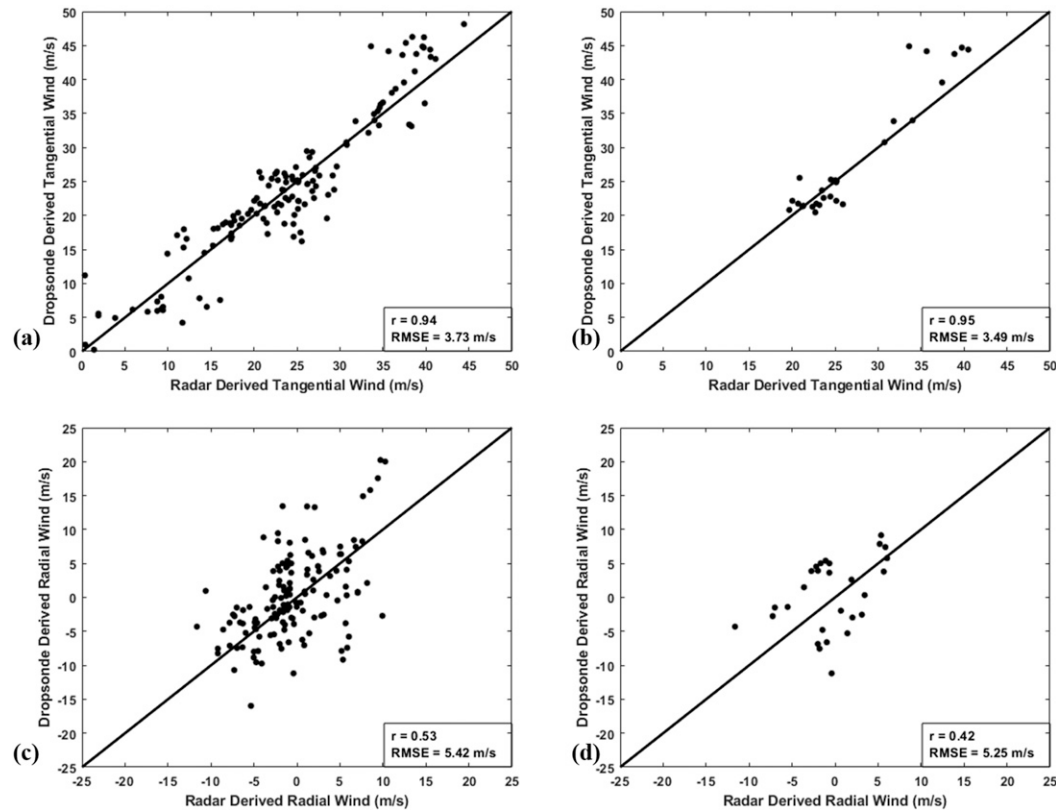 50
45
40
35
30
25
20
15
10
5
0
Dropsonde Derived Tangential Wind (m/s)
(a)
r = 0.94
RMSE = 3.73 m/s
0 5 10 15 20 25 30 35 40 45 50
Radar Derived Tangential Wind (m/s)
50
45
40
35
30
25
20
15
10
5
0
Dropsonde Derived Tangential Wind (m/s)
(b)
r = 0.95
RMSE = 3.49 m/s
0 5 10 15 20 25 30 35 40 45 50
Radar Derived Tangential Wind (m/s)
25
20
15
10
5
0
-5
-10
-15
-20
-25
Dropsonde Derived Radial Wind (m/s)
(c)
r = 0.53
RMSE = 5.42 m/s
-25 -20 -15 -10 -5 0 5 10 15 20 25
Radar Derived Radial Wind (m/s)
25
20
15
10
5
0
-5
-10
-15
-20
-25
Dropsonde Derived Radial Wind (m/s)
(d)
r = 0.42
RMSE = 5.25 m/s
-25 -20 -15 -10 -5 0 5 10 15 20 25
Radar Derived Radial Wind (m/s)